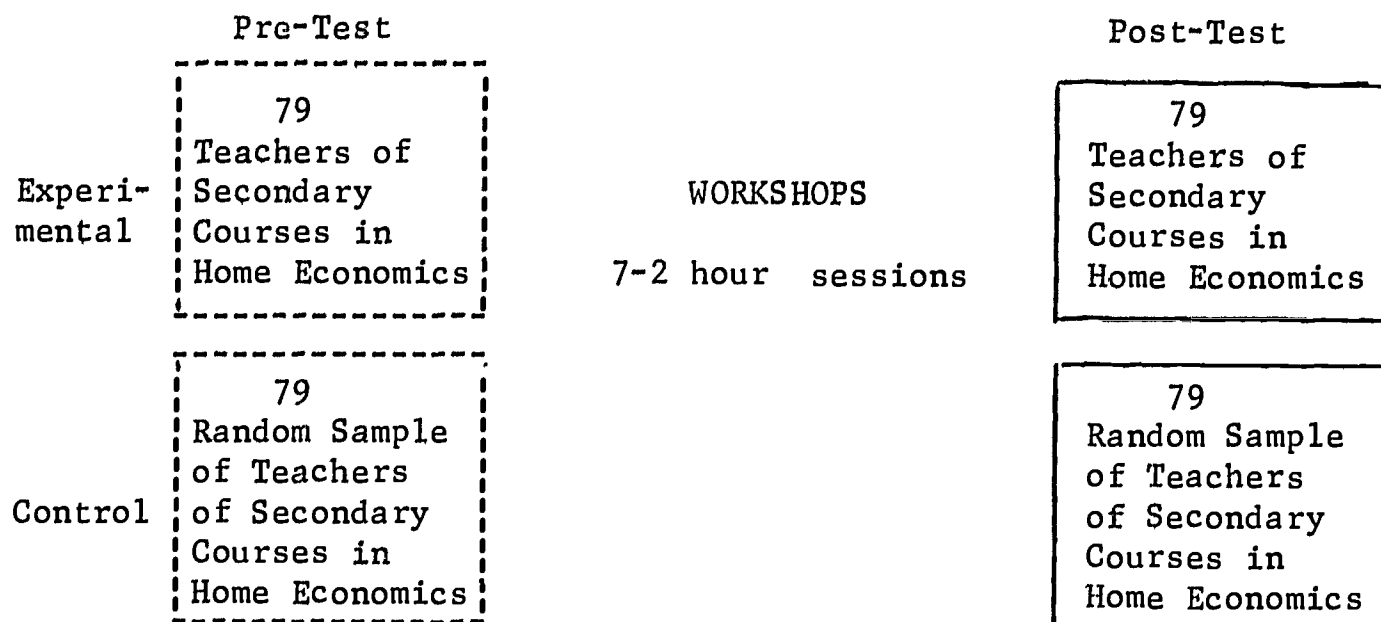 Pre-Test
Post-Test
Experi-
mental
79
Teachers of
Secondary
Courses in
Home Economics
WORKSHOPS
7-2 hour sessions
79
Teachers of
Secondary
Courses in
Home Economics
Control
79
Random Sample
of Teachers
of Secondary
Courses in
Home Economics
79
Random Sample
of Teachers
of Secondary
Courses in
Home Economics